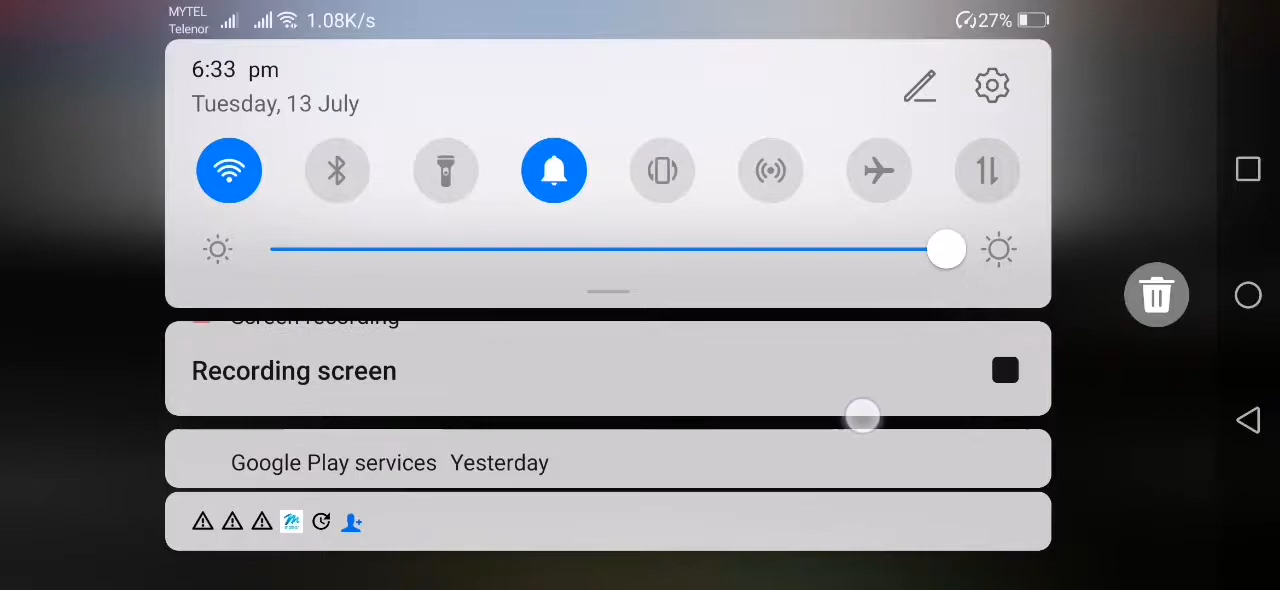 MYTEL
Telenor
1.08K/s
27%
6:33 pm
Tuesday, 13 July
Screen recording
Recording screen
Google Play services Yesterday